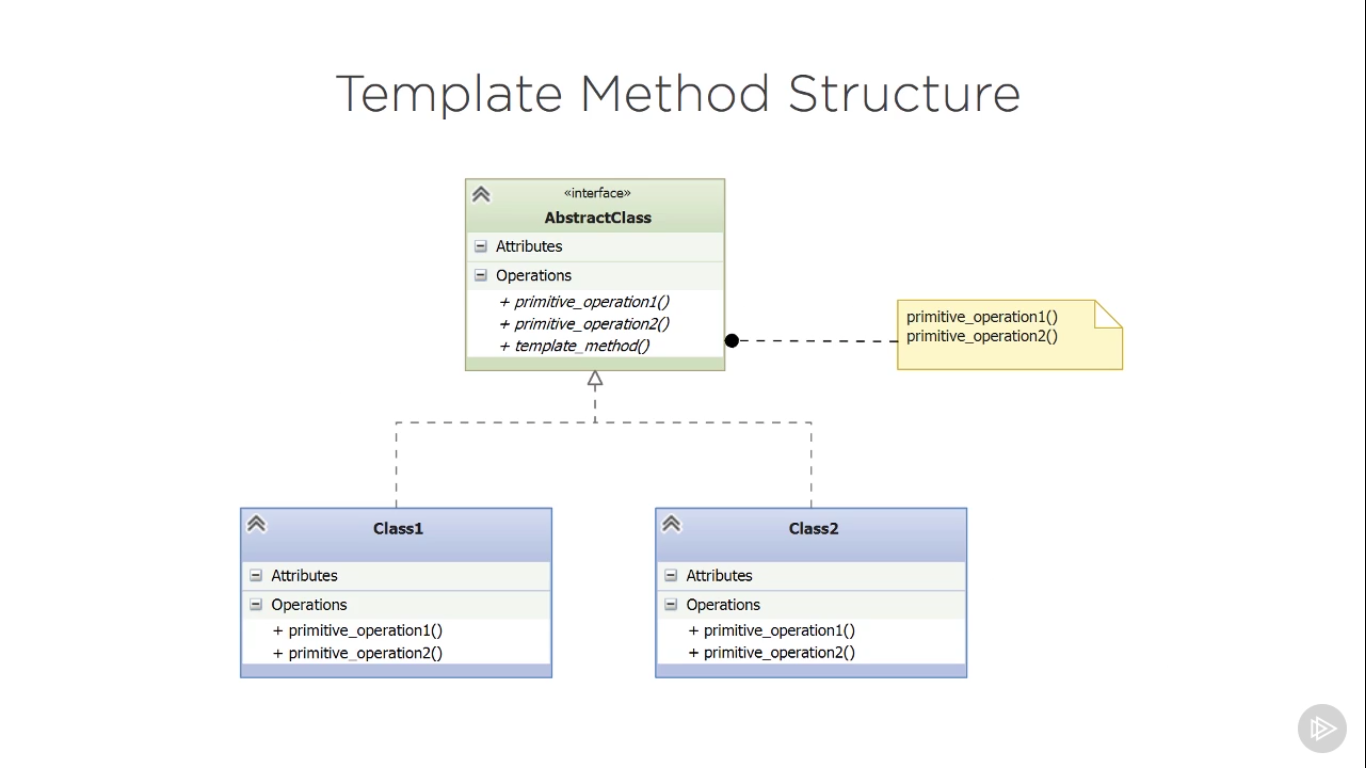 Template Method Structure
«interface»
AbstractClass
Attributes
Operations
+ primitive_operation1()
+ primitive_operation2()
+ template_method()
primitive_operation1()
primitive_operation2()
Class1
Attributes
Operations
+ primitive_operation1()
+ primitive_operation2()
Class2
Attributes
Operations
+ primitive_operation1()
+ primitive_operation2()